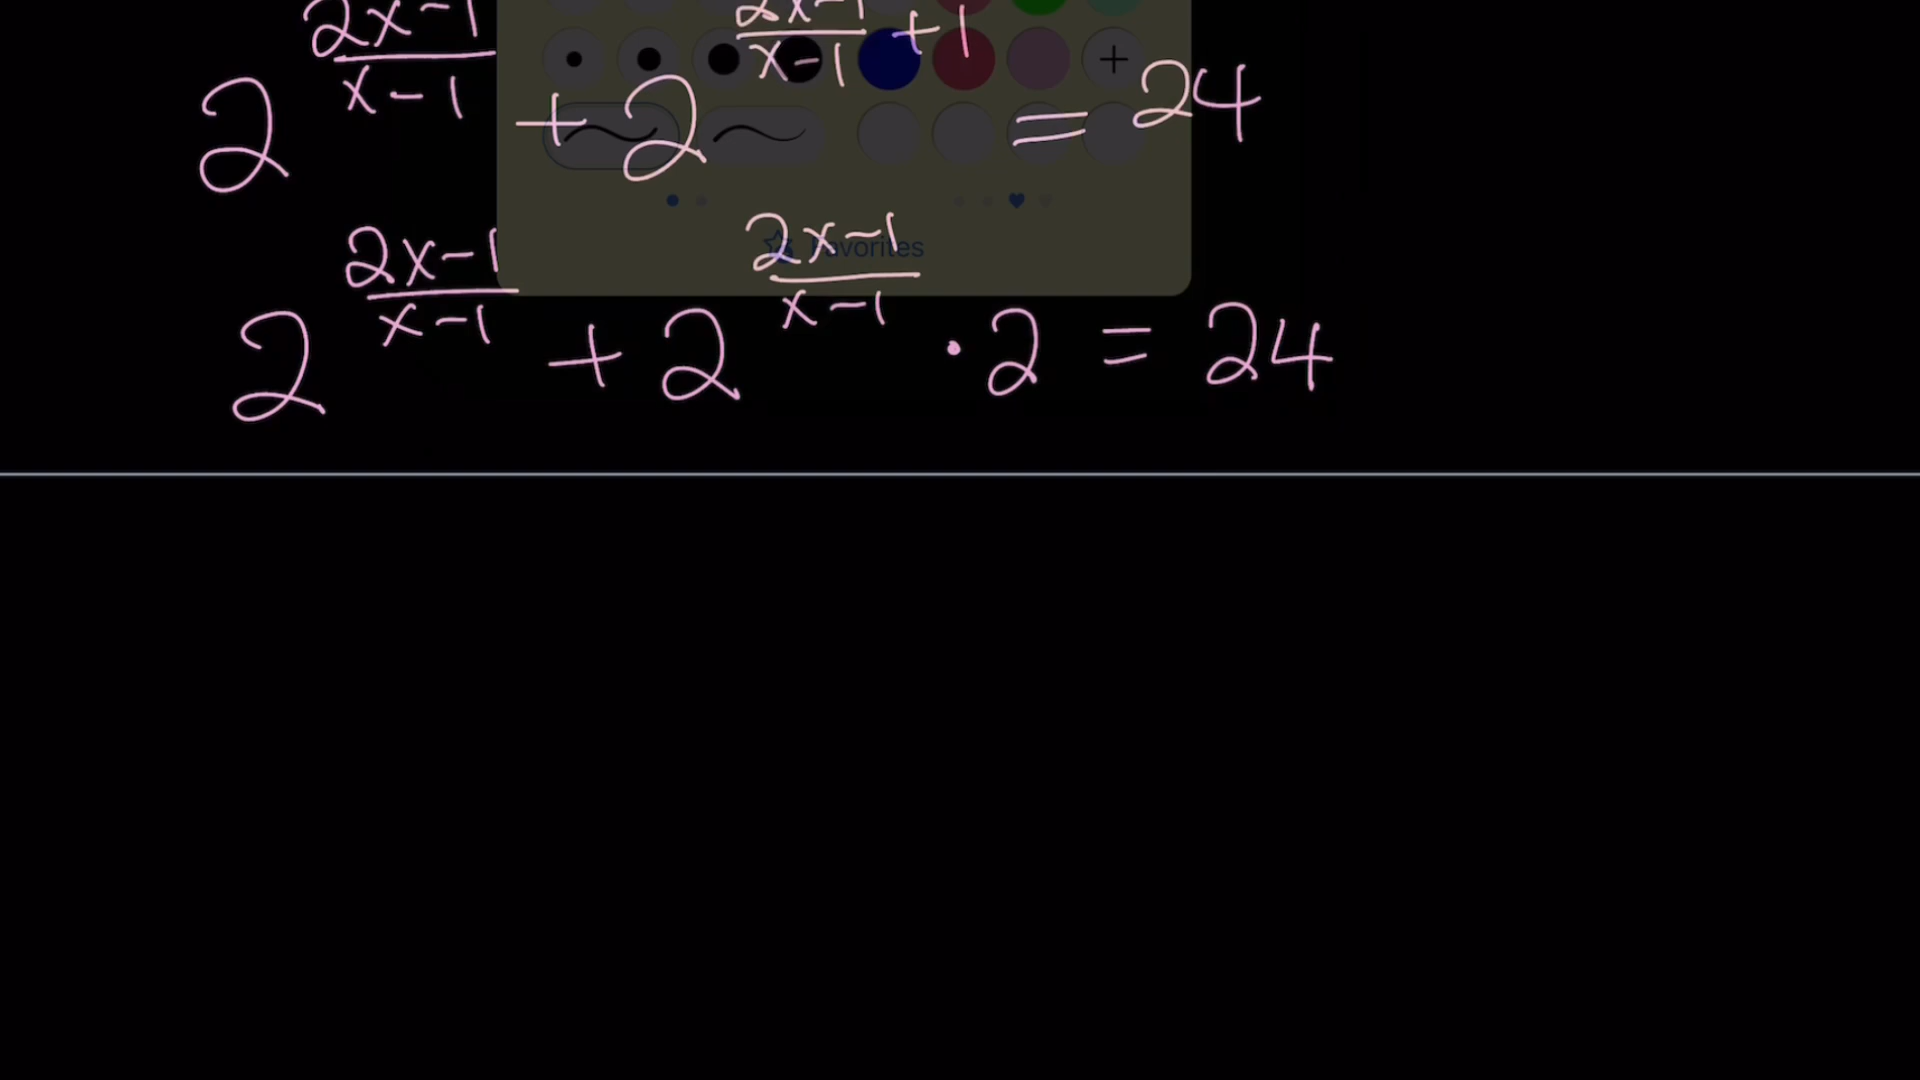 2^((2x-1)/(x-1)) + 2^((2x-1)/(x-1) + 1) = 24
Favorites
2^((2x-1)/(x-1)) + 2^((2x-1)/(x-1)) · 2 = 24